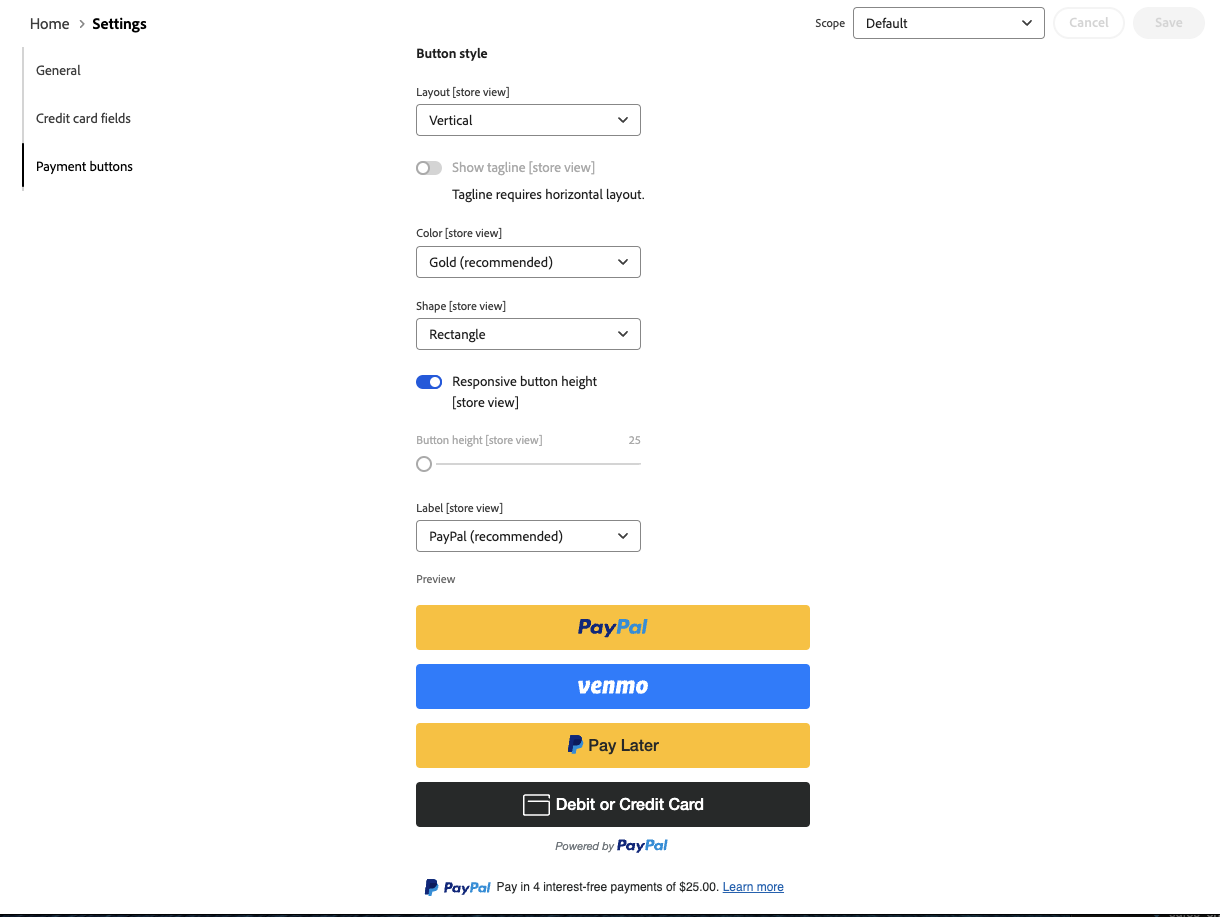 Home > Settings
Scope Default Cancel Save
General
Credit card fields
Payment buttons
Button style
Layout [store view]
Vertical
Show tagline [store view]
Tagline requires horizontal layout.
Color [store view]
Gold (recommended)
Shape [store view]
Rectangle
Responsive button height
[store view]
Button height [store view] 25
Label [store view]
PayPal (recommended)
Preview
PayPal
venmo
Pay Later
Debit or Credit Card
Powered by PayPal
PayPal Pay in 4 interest-free payments of $25.00. Learn more